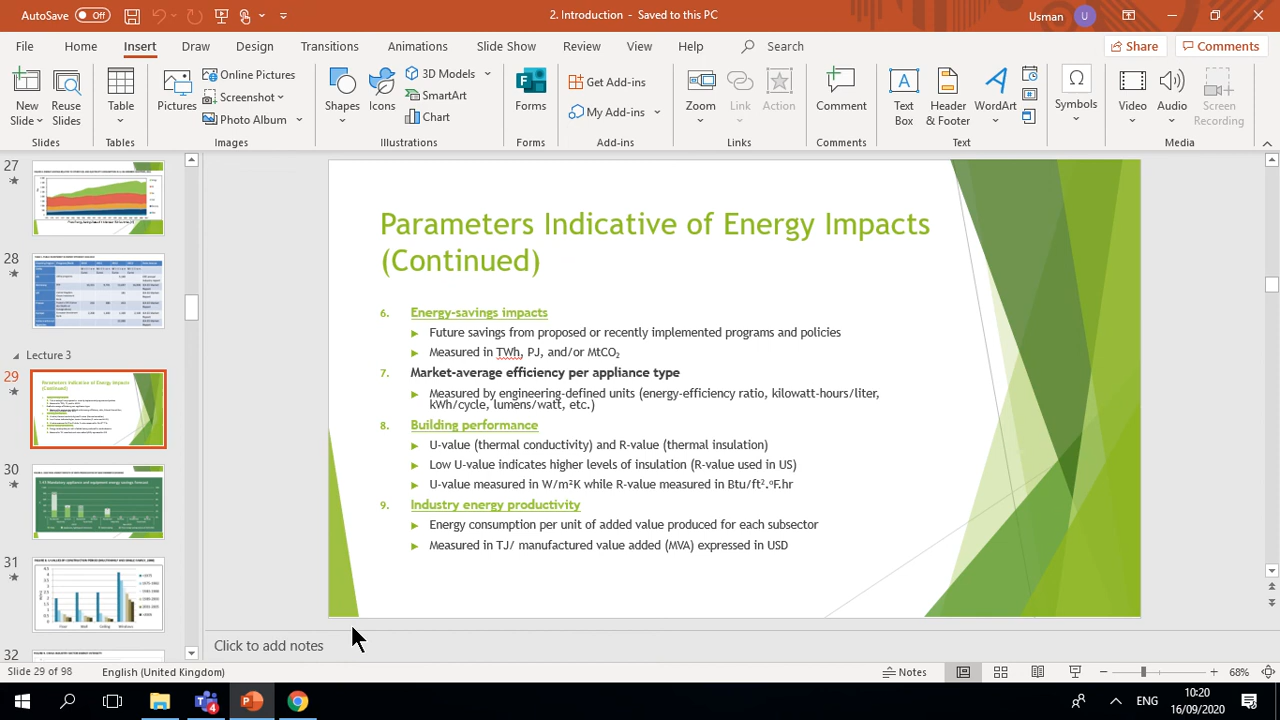 AutoSave Off
2. Introduction - Saved to this PC
Usman U
File Home Insert Draw Design Transitions Animations Slide Show Review View Help Search
Share Comments
New Slide
Reuse Slides
Table
Pictures
Online Pictures
Screenshot
Photo Album
Shapes
Icons
3D Models
SmartArt
Chart
Forms
Get Add-ins
My Add-ins
Zoom
Link
Action
Comment
Text Box
Header & Footer
WordArt
Symbols
Video
Audio
Screen Recording
Slides Tables Images Illustrations Forms Add-ins Links Comments Text Media
27
28
Lecture 3
29
Parameters Indicative of Energy Impacts
(Continued)
30
31
32
Parameters Indicative of Energy Impacts
(Continued)
6. Energy-savings impacts
Future savings from proposed or recently implemented programs and policies
Measured in TWh, PJ, and/or MtCO₂
7. Market-average efficiency per appliance type
Measured by engineering-defined units (energy-efficiency ratio, kilowatt-hours/liter,
kWh/cycle, lumens/watt, etc.)
8. Building performance
U-value (thermal conductivity) and R-value (thermal insulation)
Low U-value indicates higher levels of insulation (R-value used in US)
U-value measured in W/m²K while R-value measured in Btu/ft².ºF.hr
9. Industry energy productivity
Energy consumption per unit of added value produced for each subsector
Measured in TJ/ manufactured value added (MVA) expressed in USD
Click to add notes
Slide 29 of 98 English (United Kingdom) Notes 68%
4
ENG
10:20
16/09/2020